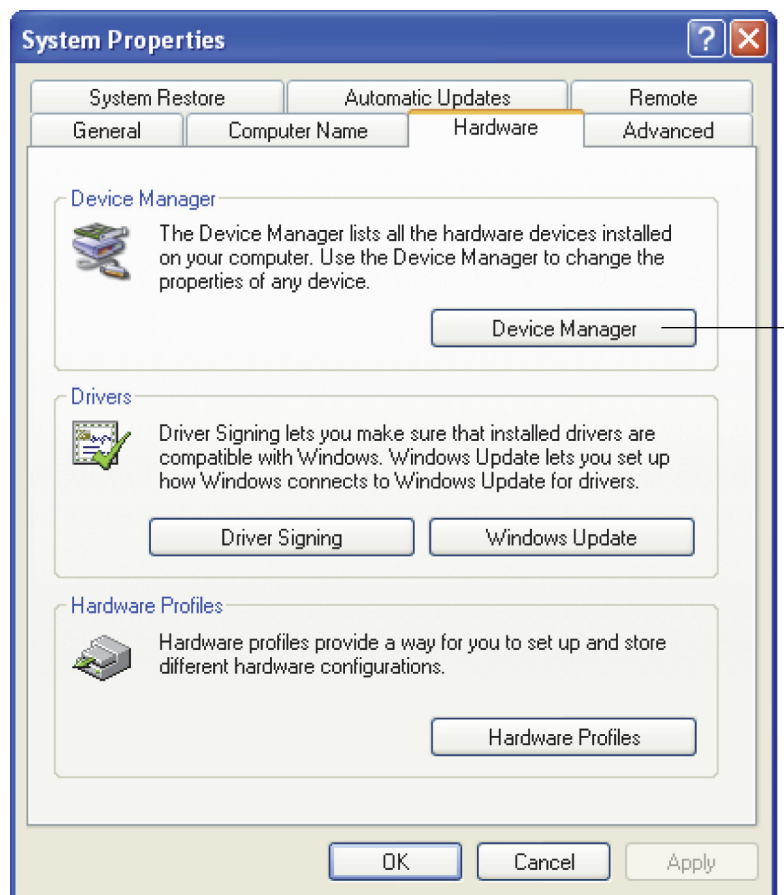 System Properties
System Restore Automatic Updates Remote
General Computer Name Hardware Advanced
Device Manager
The Device Manager lists all the hardware devices installed
on your computer. Use the Device Manager to change the
properties of any device.
Device Manager
Drivers
Driver Signing lets you make sure that installed drivers are
compatible with Windows. Windows Update lets you set up
how Windows connects to Windows Update for drivers.
Driver Signing Windows Update
Hardware Profiles
Hardware profiles provide a way for you to set up and store
different hardware configurations.
Hardware Profiles
OK Cancel Apply